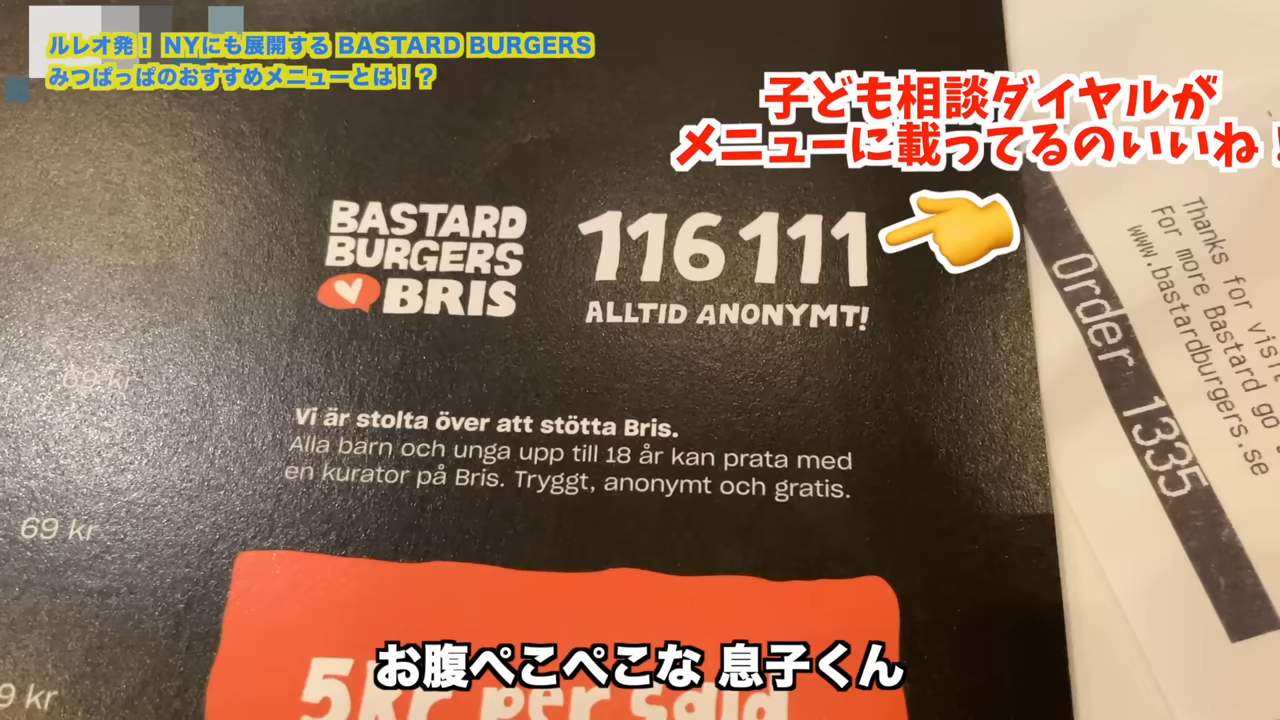 ルレオ発！ NYにも展開する BASTARD BURGERS
みつぱっぱのおすすめメニューとは！？
子ども相談ダイヤルが
メニューに載ってるのいいね！
BASTARD
BURGERS
BRIS
116 111
ALLTID ANONYMT!
Vi är stolta över att stötta Bris.
Alla barn och unga upp till 18 år kan prata med
en kurator på Bris. Tryggt, anonymt och gratis.
69 kr
69 kr
9 kr
5 kr per såld
Thanks for visit
For more Bastard go
www.bastardburgers.se
Order 1335
お腹ぺこぺこな 息子くん